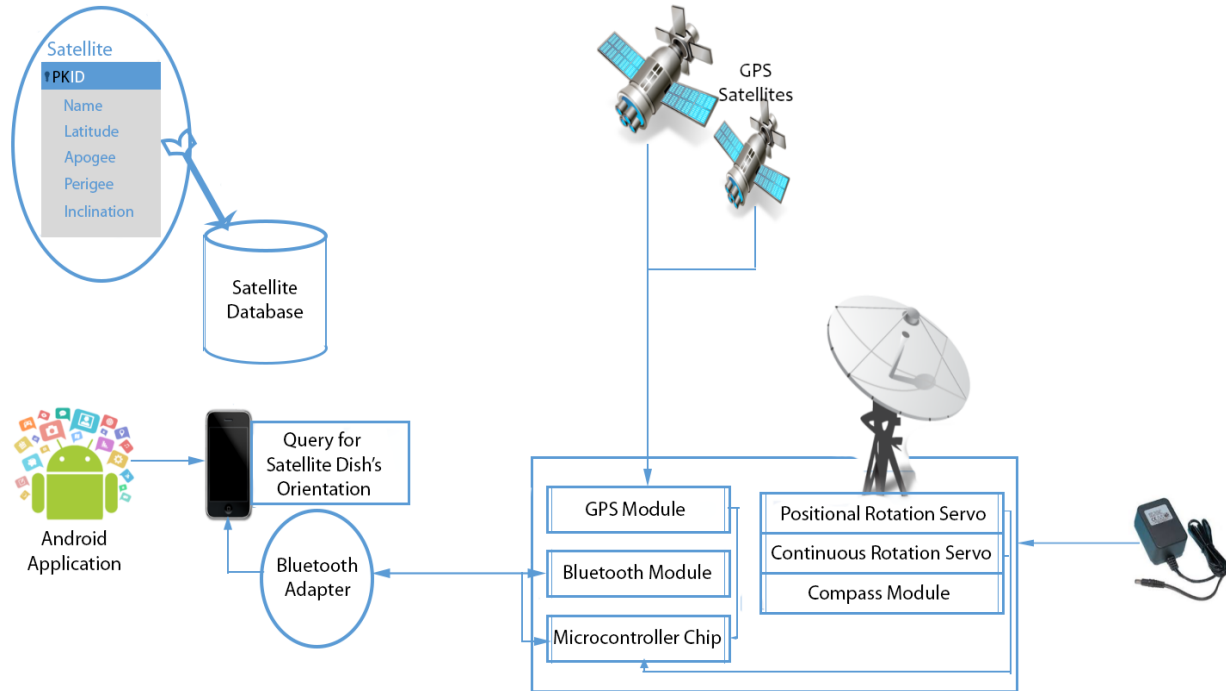 Satellite
PKID
Name
Latitude
Apogee
Perigee
Inclination
Satellite
Database
GPS
Satellites
Android
Application
Query for
Satellite Dish's
Orientation
Bluetooth
Adapter
GPS Module
Bluetooth Module
Microcontroller Chip
Positional Rotation Servo
Continuous Rotation Servo
Compass Module